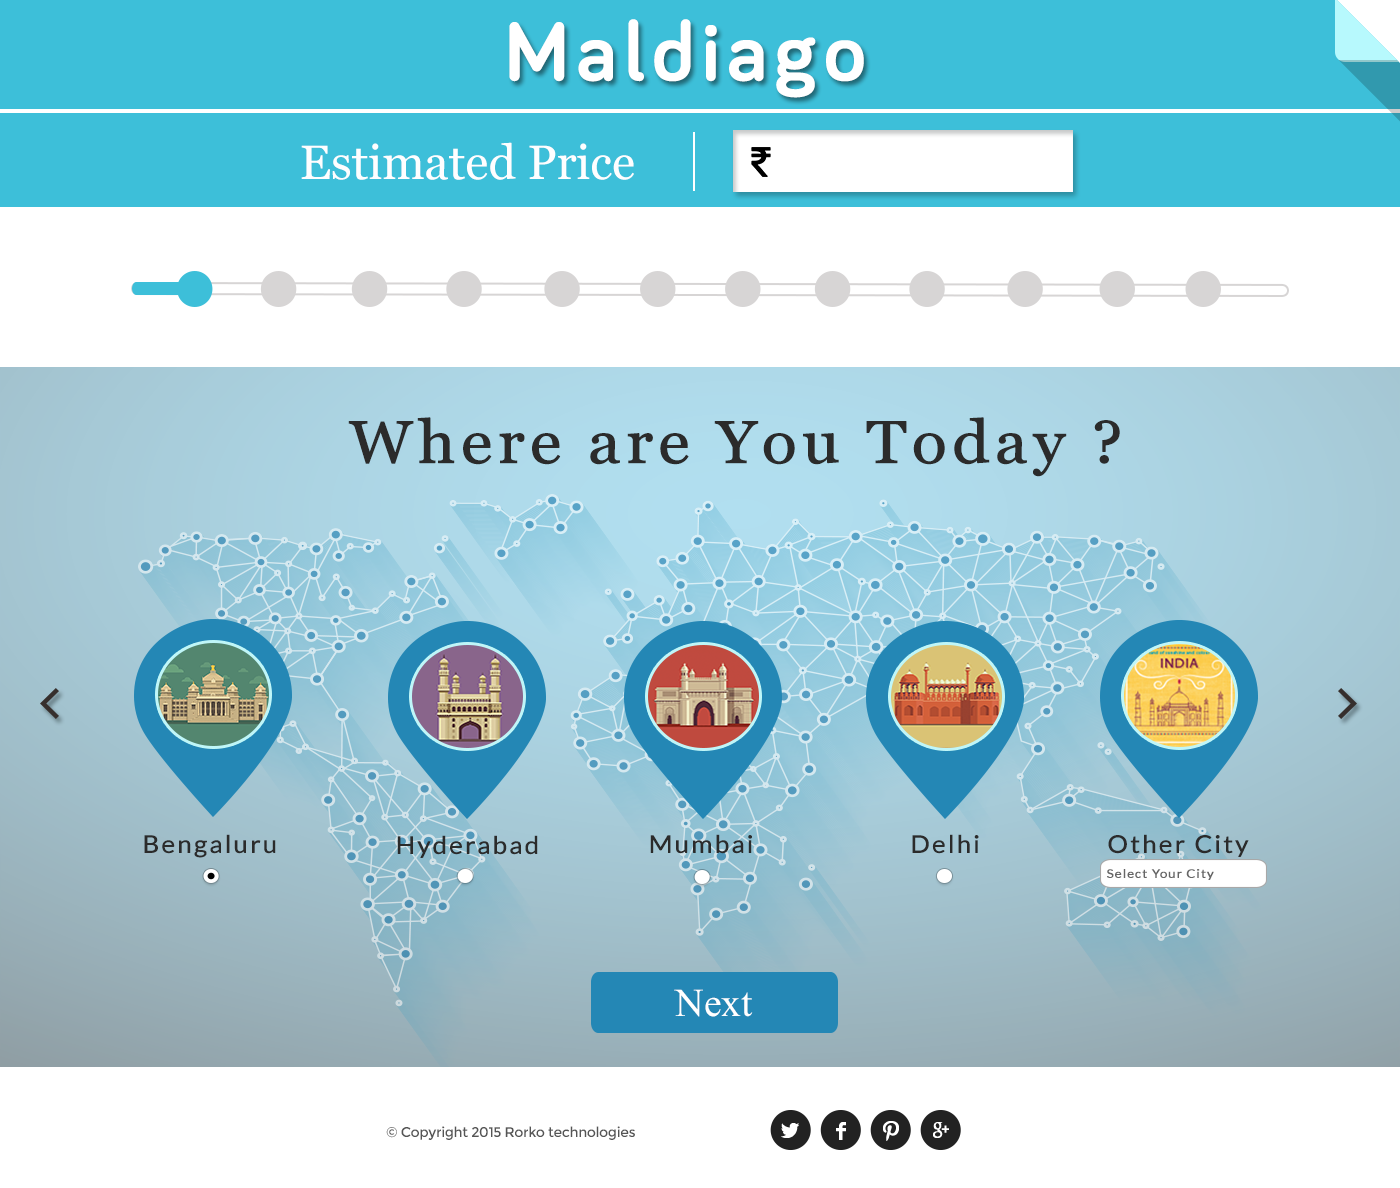 Maldiago
Estimated Price
₹
Where are You Today ?
INDIA
Bengaluru
Hyderabad
Mumbai
Delhi
Other City
Select Your City
Next
© Copyright 2015 Rorko technologies